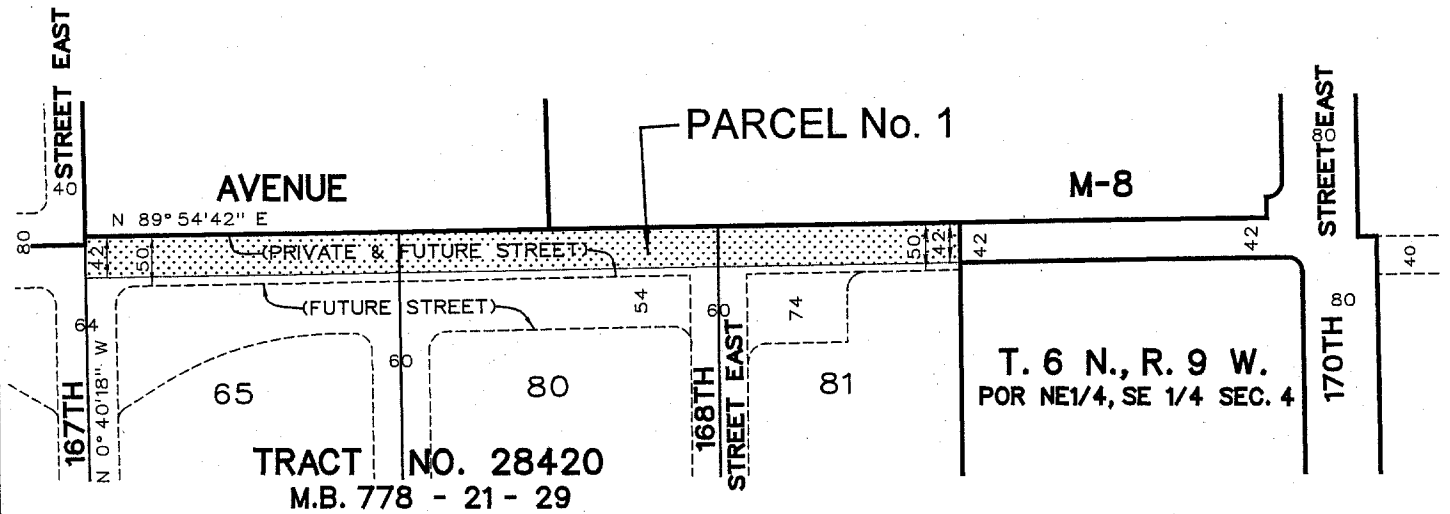 STREET EAST
40
AVENUE
PARCEL No. 1
M-8
STREET EAST
80
N 89° 54'42" E
80
42
50
(PRIVATE & FUTURE STREET)
50
42
42
42
40
(FUTURE STREET)
54
60
74
64
60
80
167TH
N 0° 40'18" W
65
80
168TH
STREET EAST
81
T. 6 N., R. 9 W.
POR NE1/4, SE 1/4 SEC. 4
170TH
TRACT NO. 28420
M.B. 778 - 21 - 29